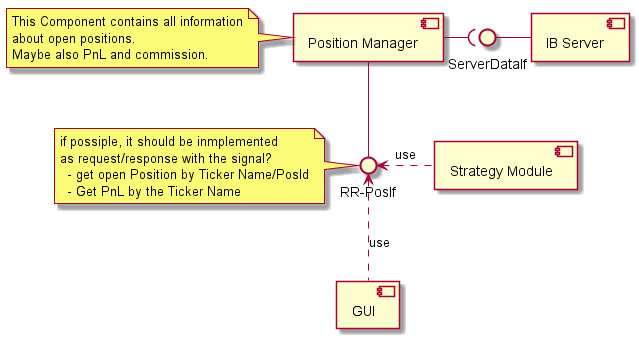 This Component contains all information
about open positions.
Maybe also PnL and commission.
Position Manager
IB Server
ServerDataIf
if possiple, it should be inmplemented
as request/response with the signal?
- get open Position by Ticker Name/PosId
- Get PnL by the Ticker Name
use
Strategy Module
RR-PosIf
use
GUI